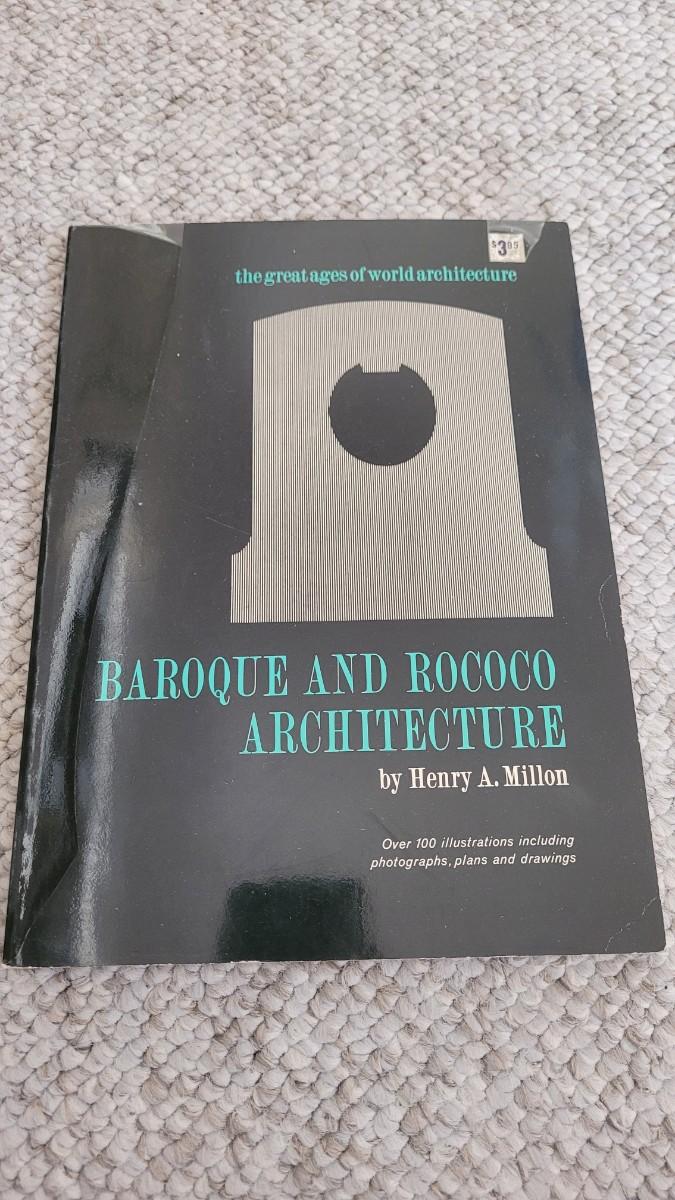 $3.95
the great ages of world architecture
BAROQUE AND ROCOCO
ARCHITECTURE
by Henry A. Millon
Over 100 illustrations including
photographs, plans and drawings